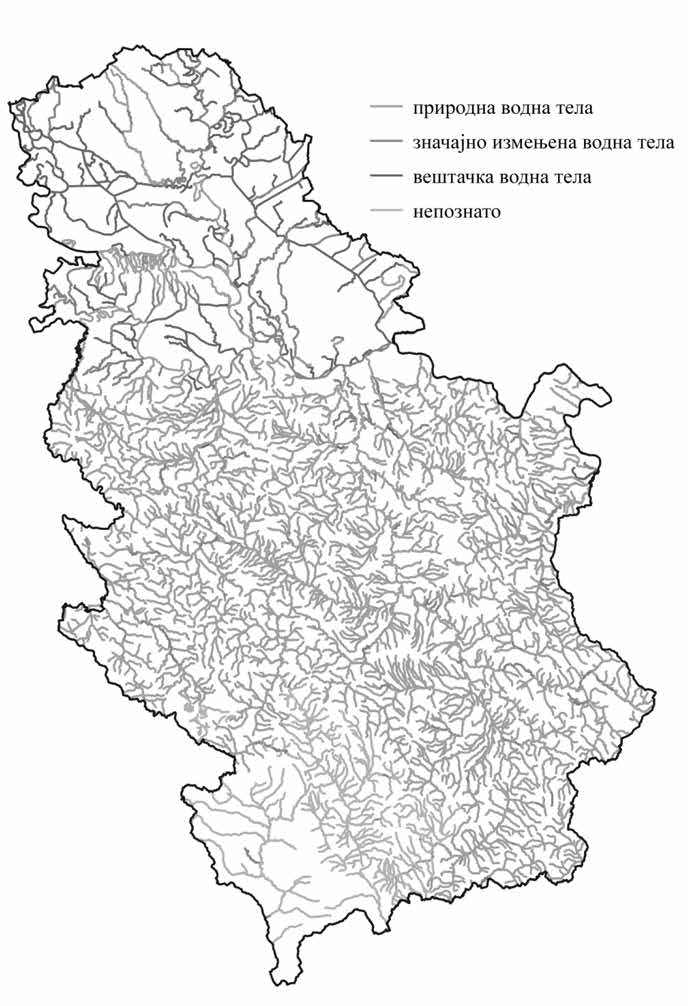 природна водна тела
значајно измењена водна тела
вештачка водна тела
непознато